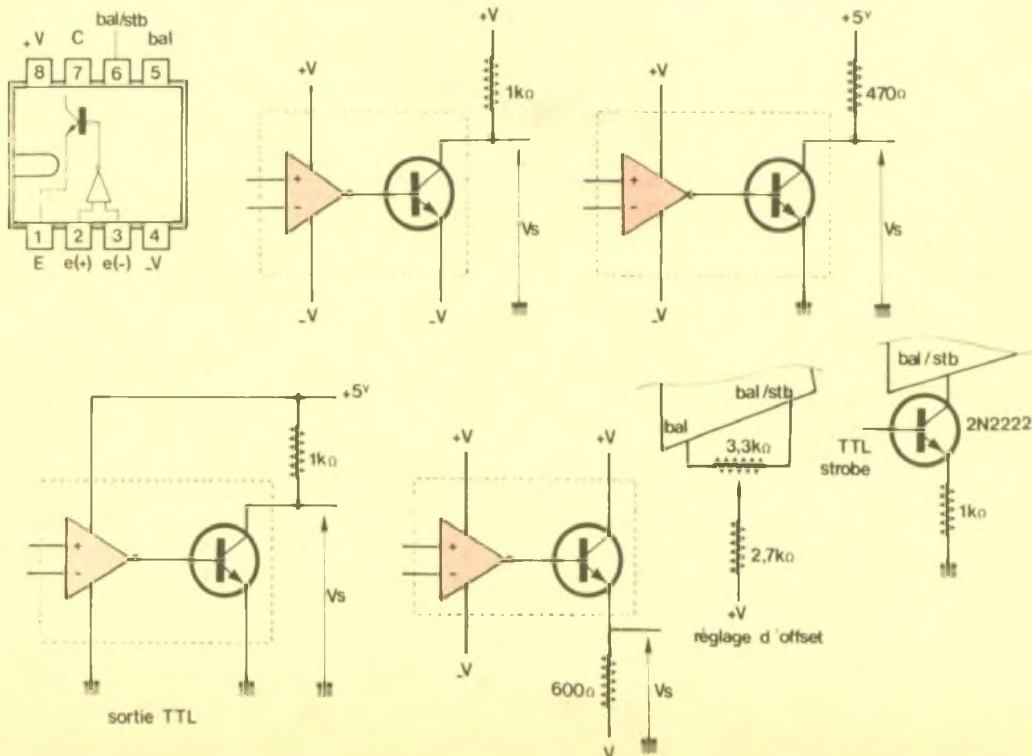 bal/stb
+V C bal
8 7 6 5
1 2 3 4
E e(+) e(-) -V
+V
+V
1kΩ
+
-
Vs
-V
-V
+5V
+V
470Ω
+
-
Vs
-V
+5V
1kΩ
+
-
Vs
sortie TTL
+V
+V
+
-
-V
600Ω
Vs
V
bal/stb
bal
3,3kΩ
2,7kΩ
+V
réglage d'offset
bal/stb
2N2222
TTL
strobe
1kΩ